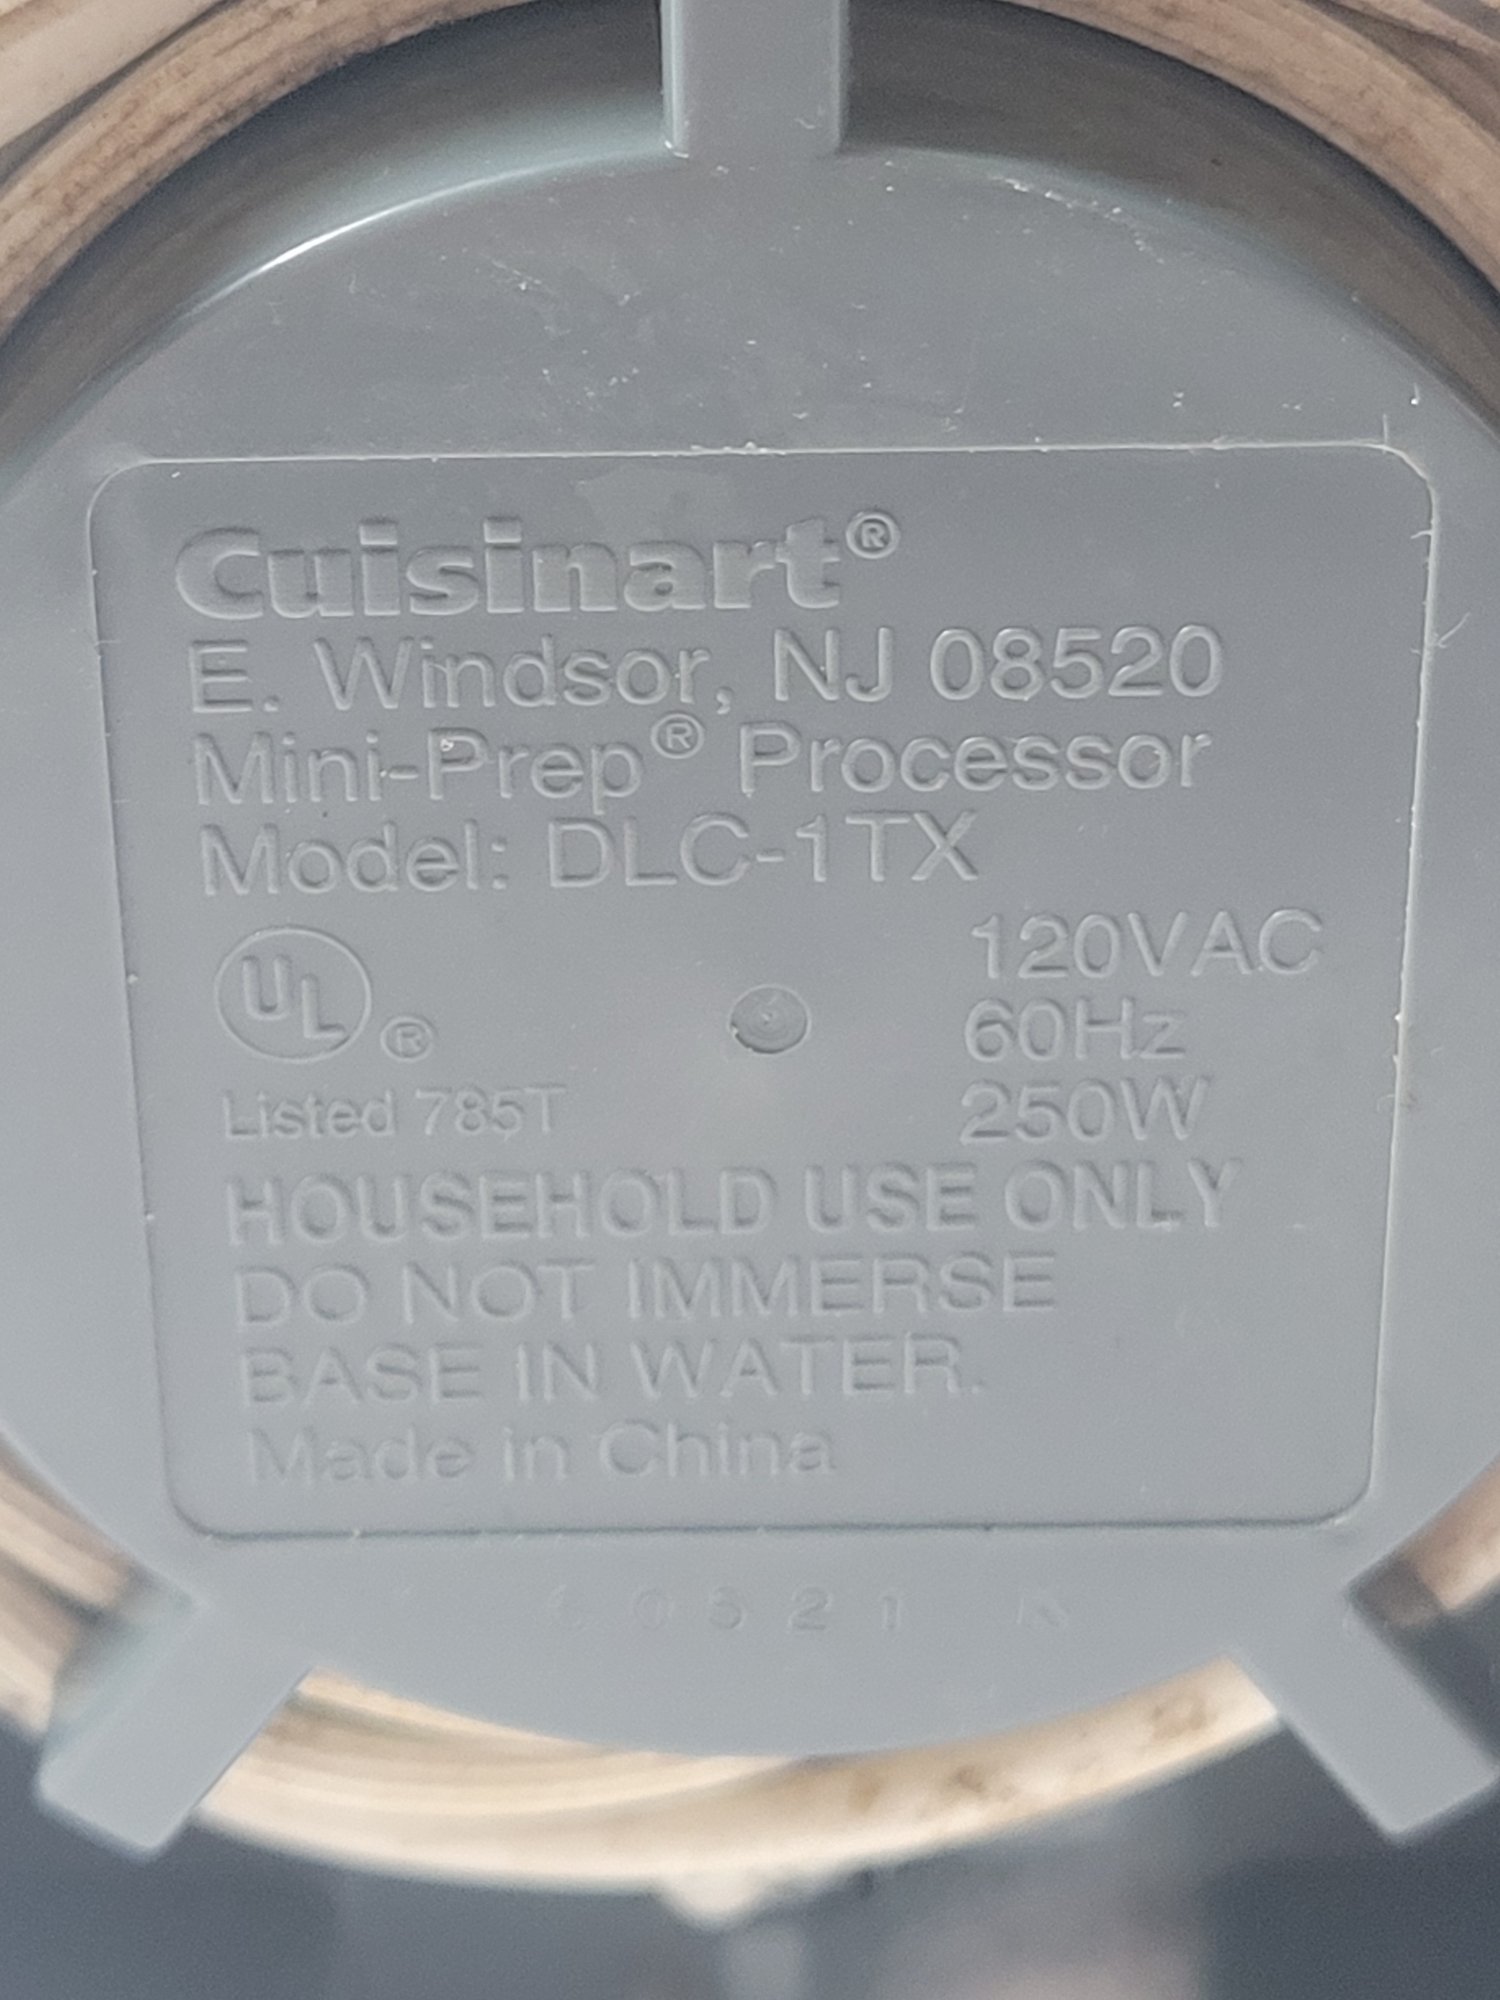 Cuisinart®
E. Windsor, NJ 08520
Mini-Prep® Processor
Model: DLC-1TX
UL ®
120VAC
60Hz
Listed 785T
250W
HOUSEHOLD USE ONLY
DO NOT IMMERSE
BASE IN WATER.
Made in China